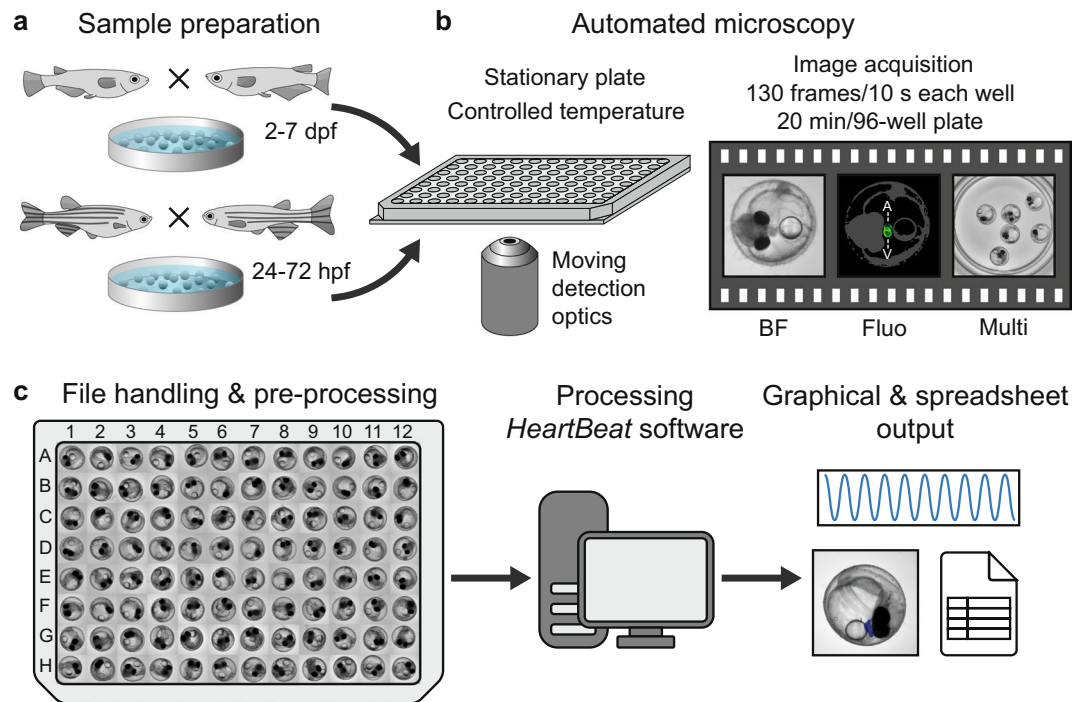 a Sample preparation
2-7 dpf
24-72 hpf
b Automated microscopy
Stationary plate
Controlled temperature
Moving
detection
optics
Image acquisition
130 frames/10 s each well
20 min/96-well plate
A
V
BF Fluo Multi
c File handling & pre-processing
1 2 3 4 5 6 7 8 9 10 11 12
A
B
C
D
E
F
G
H
Processing
HeartBeat software
Graphical & spreadsheet
output